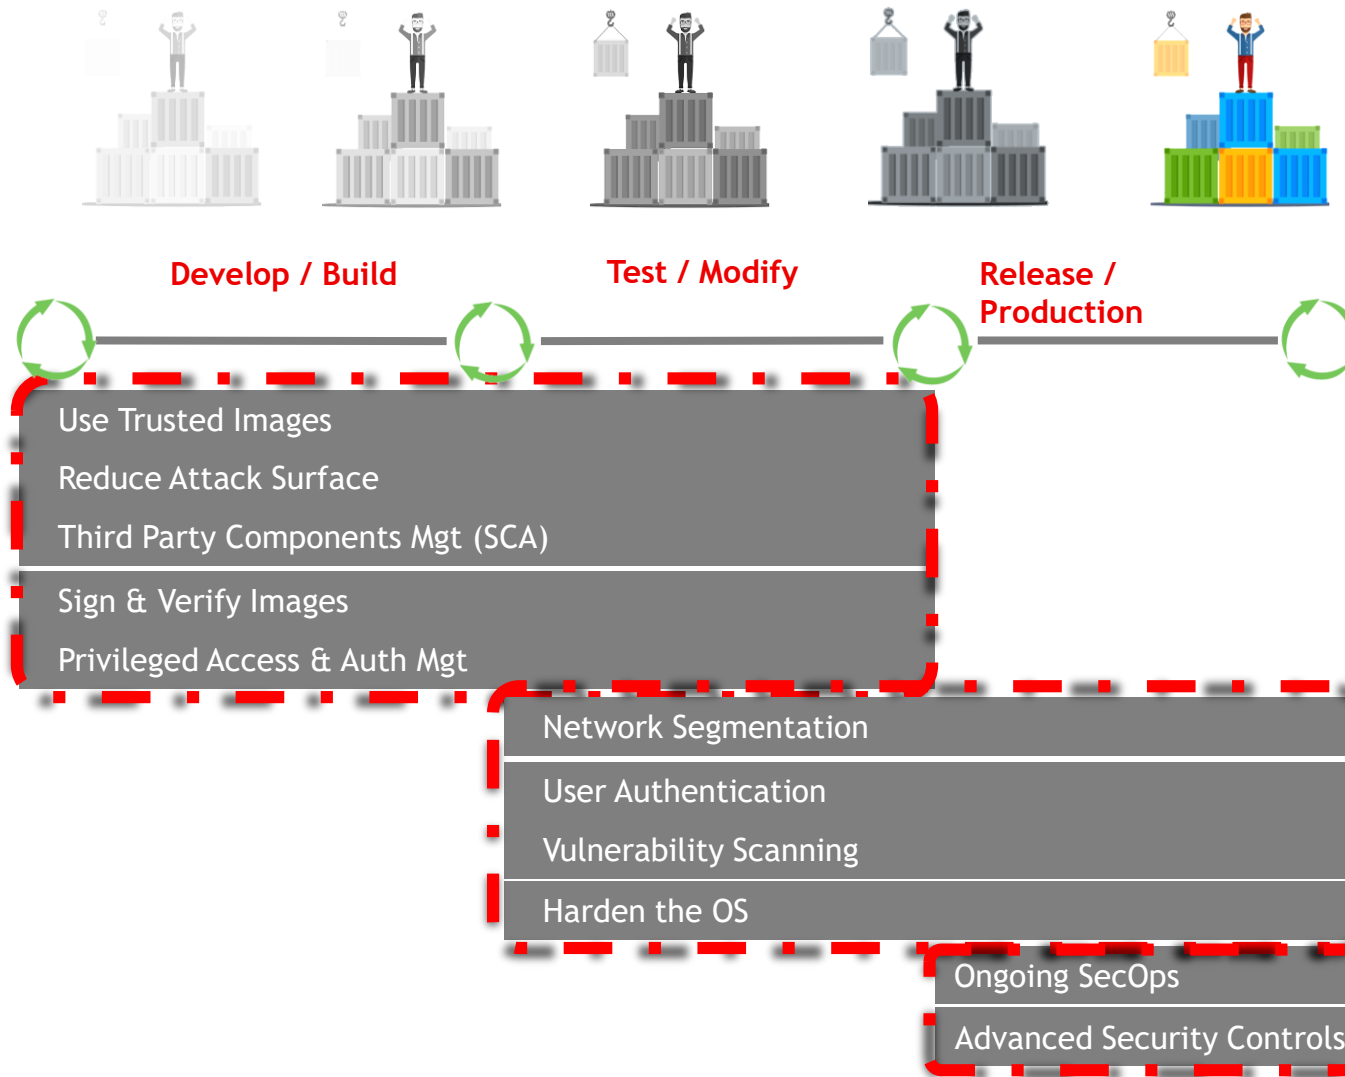 Develop / Build
Test / Modify
Release /
Production
Use Trusted Images
Reduce Attack Surface
Third Party Components Mgt (SCA)
Sign & Verify Images
Privileged Access & Auth Mgt
Network Segmentation
User Authentication
Vulnerability Scanning
Harden the OS
Ongoing SecOps
Advanced Security Controls